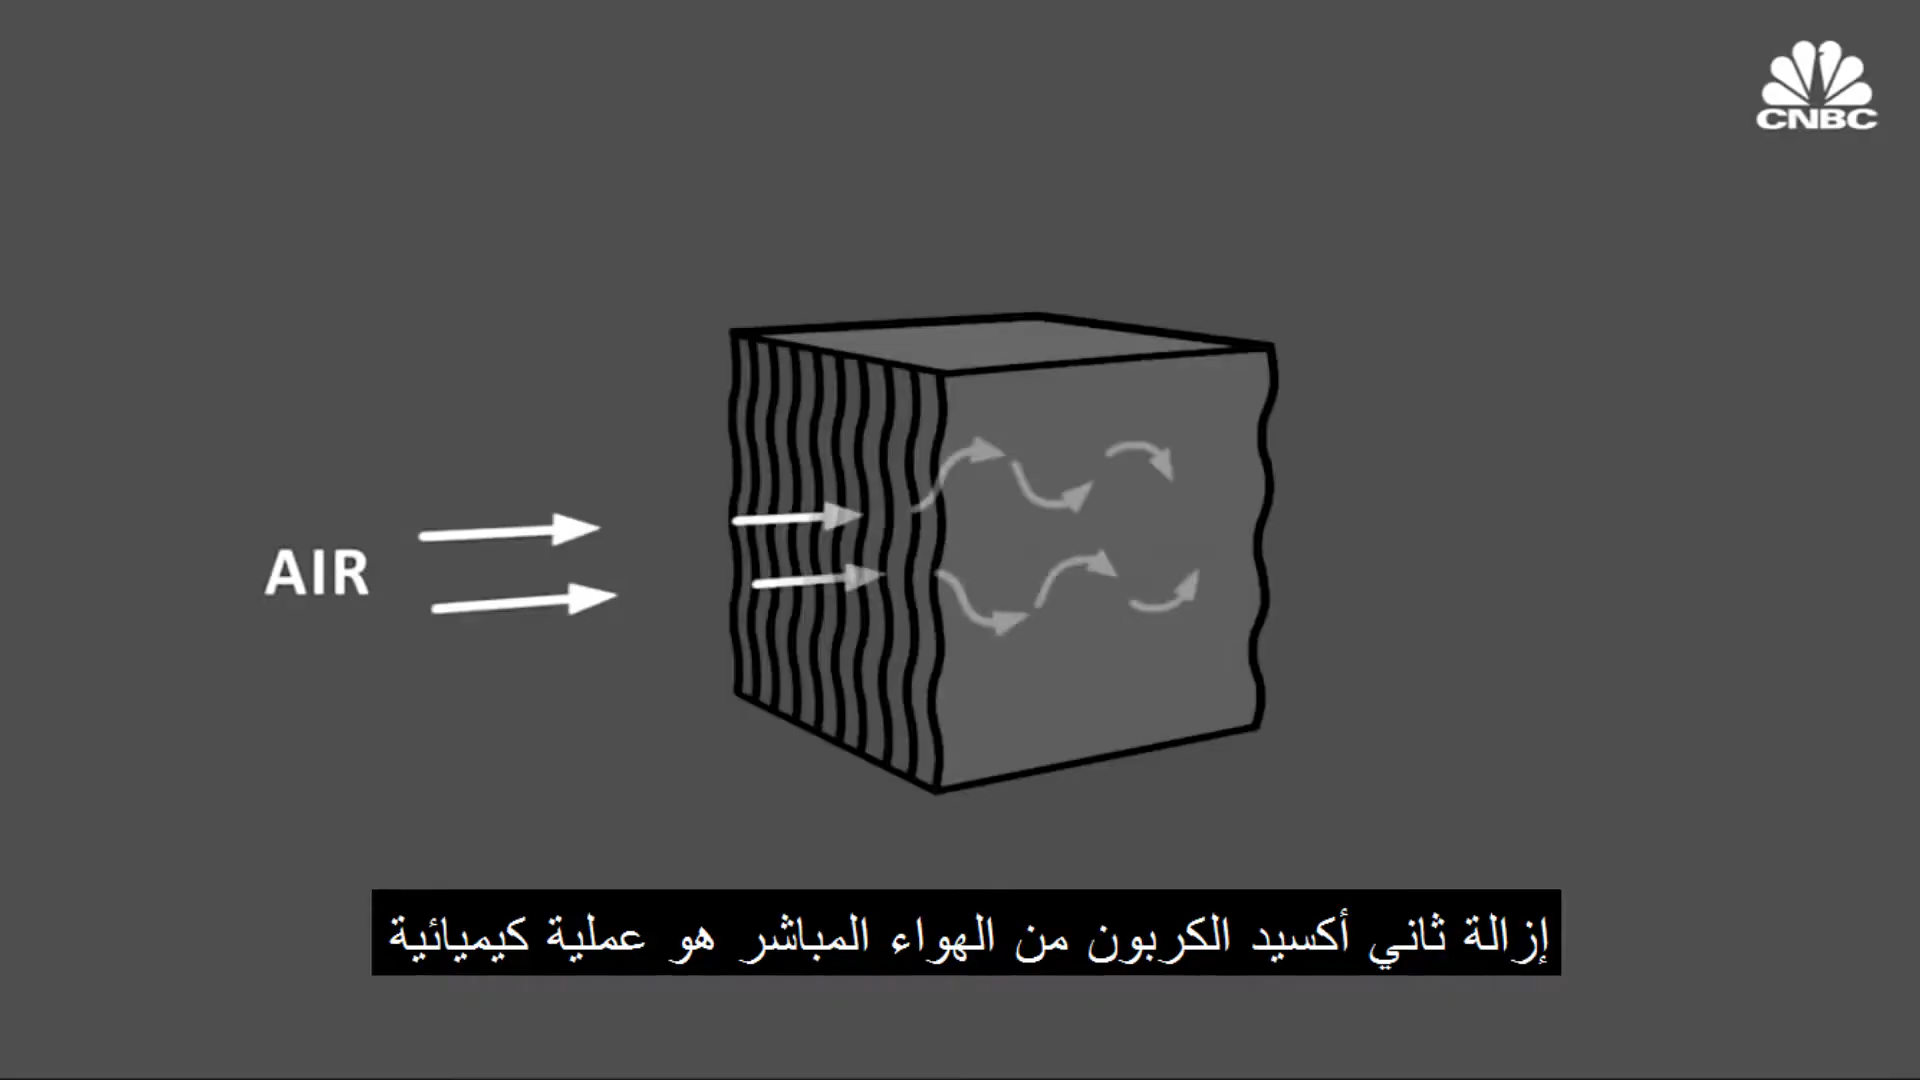 CNBC
AIR
إزالة ثاني أكسيد الكربون من الهواء المباشر هو عملية كيميائية